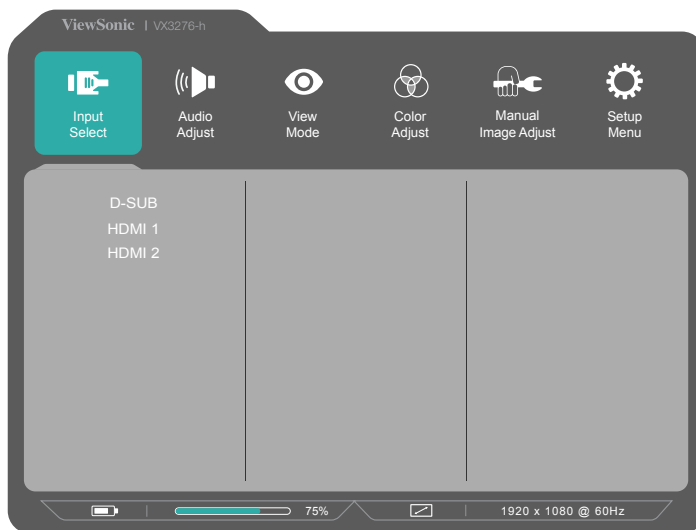 ViewSonic | VX3276-h
Input Select
Audio Adjust
View Mode
Color Adjust
Manual Image Adjust
Setup Menu
D-SUB
HDMI 1
HDMI 2
75%
1920 x 1080 @ 60Hz